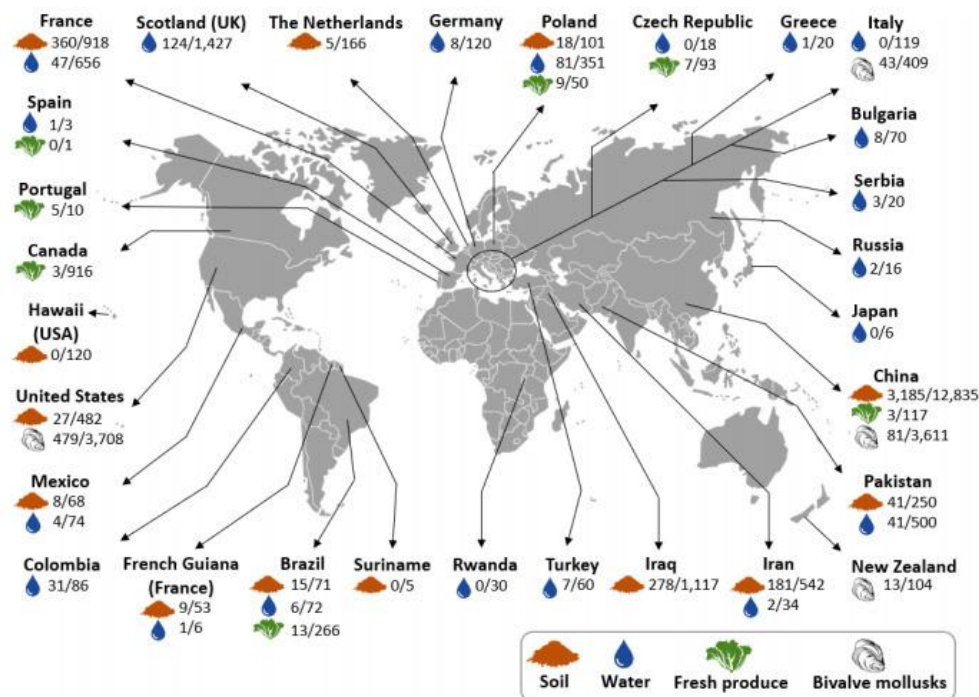 France
360/918
47/656
Scotland (UK)
124/1,427
The Netherlands
5/166
Germany
8/120
Poland
18/101
81/351
9/50
Czech Republic
0/18
7/93
Greece
1/20
Italy
0/119
43/409
Spain
1/3
0/1
Bulgaria
8/70
Portugal
5/10
Serbia
3/20
Canada
3/916
Russia
2/16
Hawaii
(USA)
0/120
Japan
0/6
United States
27/482
479/3,708
China
3,185/12,835
3/117
81/3,611
Mexico
8/68
4/74
Pakistan
41/250
41/500
Colombia
31/86
French Guiana
(France)
9/53
1/6
Brazil
15/71
6/72
13/266
Suriname
0/5
Rwanda
0/30
Turkey
7/60
Iraq
278/1,117
Iran
181/542
2/34
New Zealand
13/104
Soil
Water
Fresh produce
Bivalve mollusks